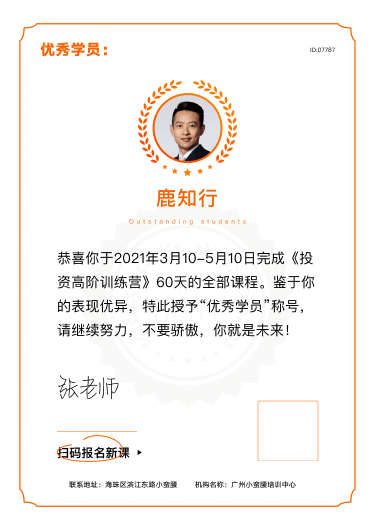 优秀学员：
ID:07787
鹿知行
Outstanding students
恭喜你于2021年3月10-5月10日完成《投
资高阶训练营》60天的全部课程。鉴于你
的表现优异，特此授予“优秀学员”称号，
请继续努力，不要骄傲，你就是未来！
张老师
扫码报名新课
联系地址：海珠区滨江东路小蛮腰 机构名称：广州小蛮腰培训中心